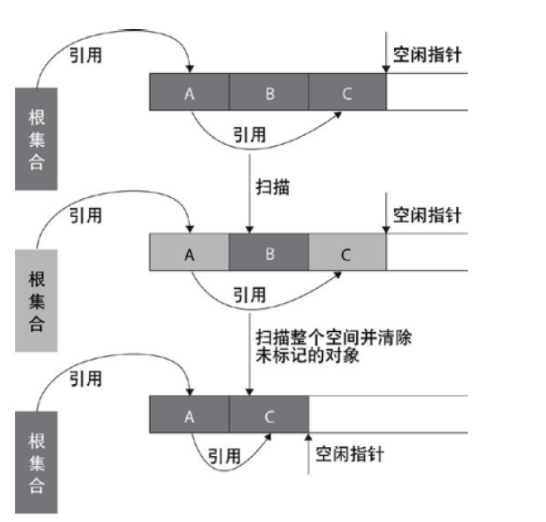 引用
空闲指针
A B C
根集合
引用
扫描
引用
空闲指针
A B C
根集合
引用
扫描整个空间并清除
未标记的对象
引用
A C
根集合
引用
空闲指针